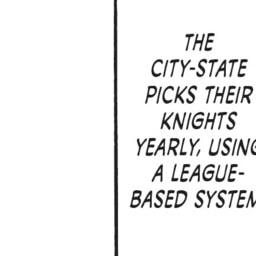 THE
CITY-STATE
PICKS THEIR
KNIGHTS
YEARLY, USING
A LEAGUE-
BASED SYSTEM